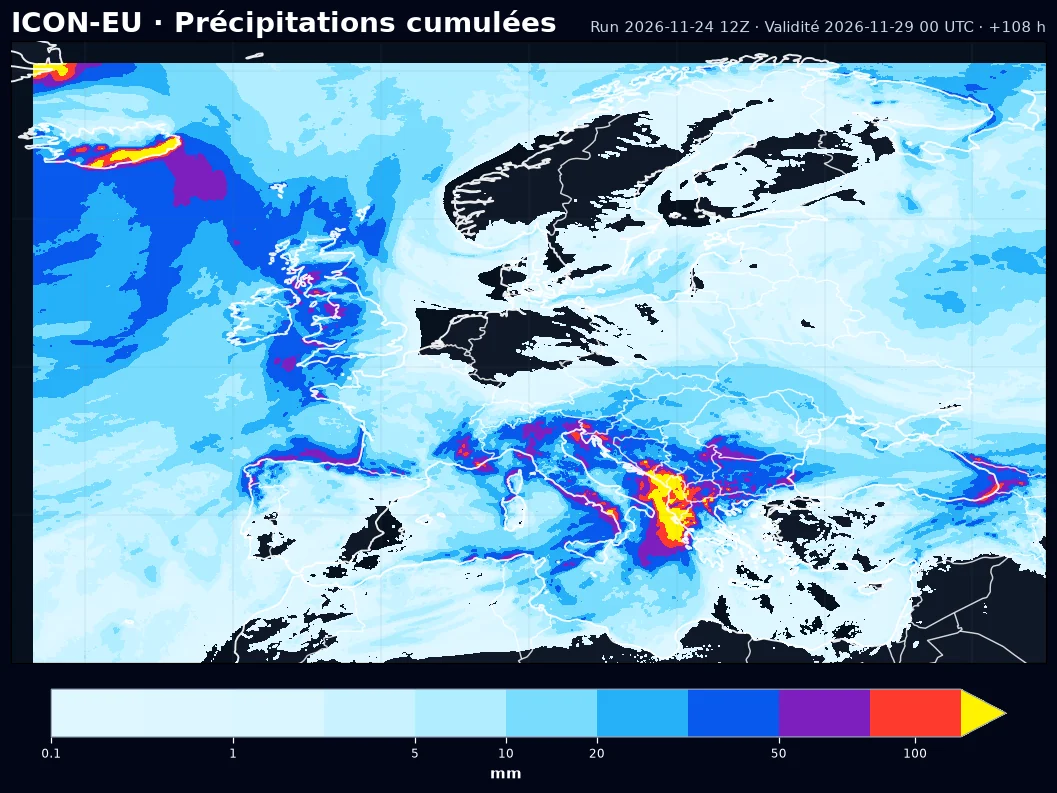 ICON-EU · Précipitations cumulées
Run 2026-11-24 12Z · Validité 2026-11-29 00 UTC · +108 h
0.1 1 5 10 20 50 100
mm